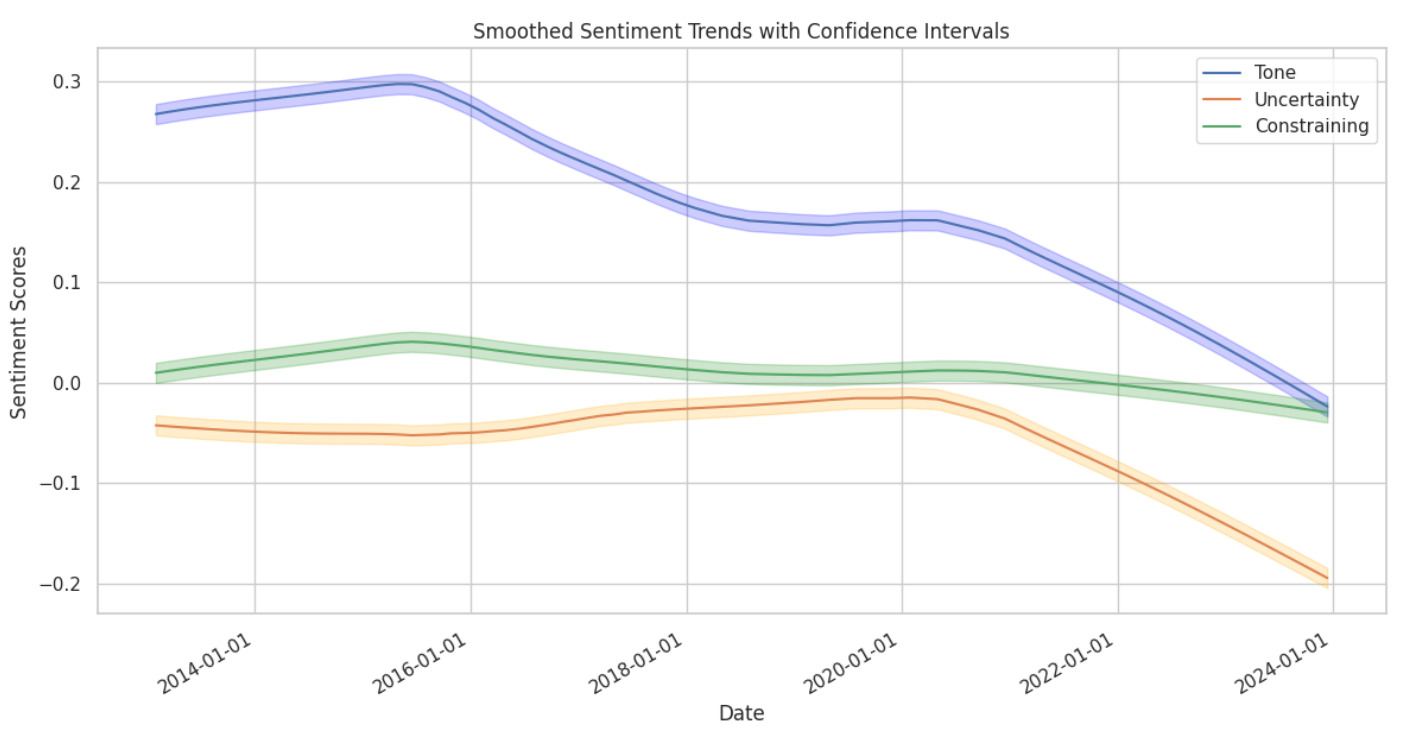 Smoothed Sentiment Trends with Confidence Intervals
Tone
Uncertainty
Constraining
Sentiment Scores
0.3
0.2
0.1
0.0
−0.1
−0.2
2014-01-01
2016-01-01
2018-01-01
2020-01-01
2022-01-01
2024-01-01
Date